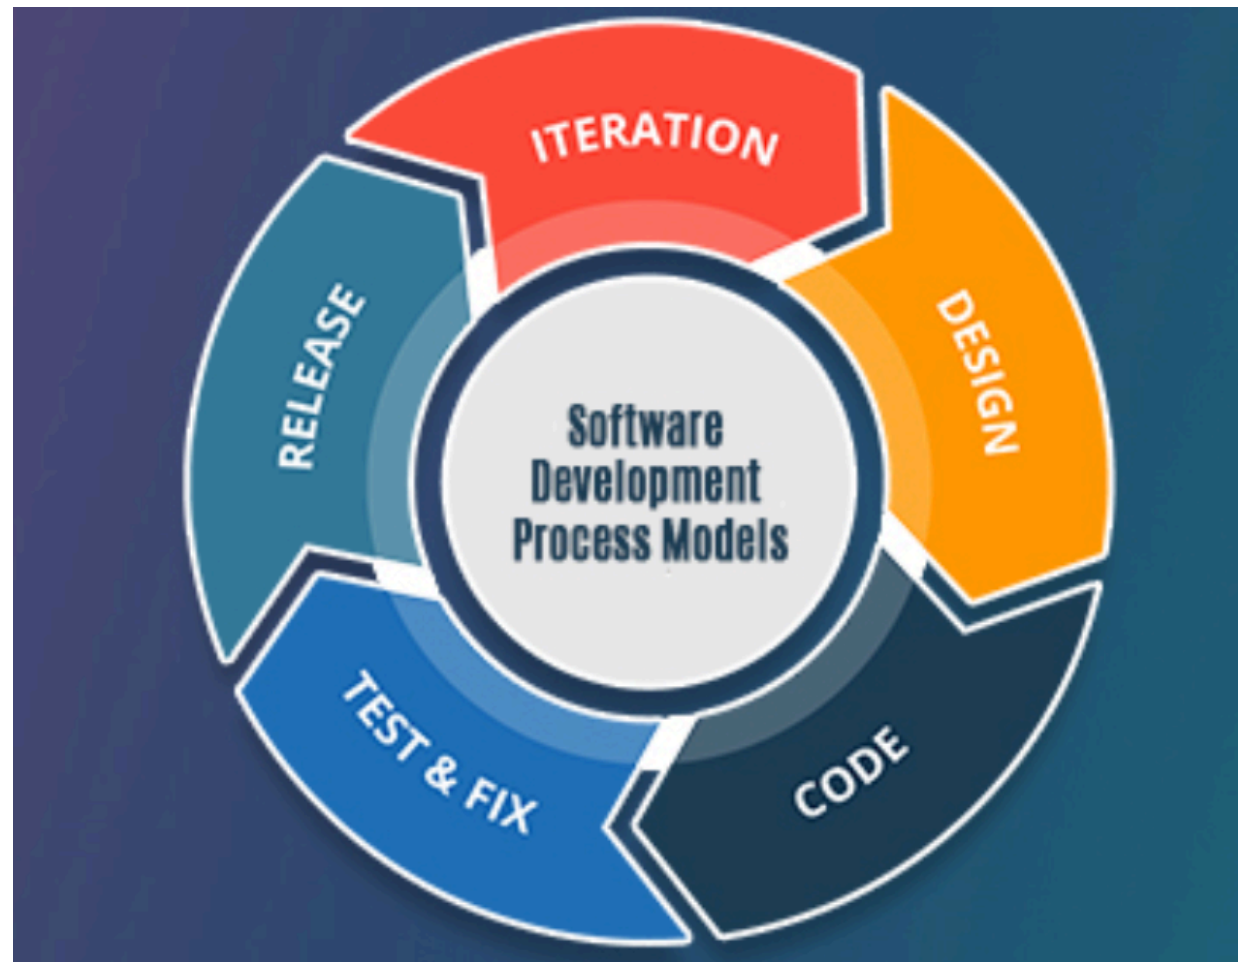 ITERATION
DESIGN
CODE
TEST & FIX
RELEASE
Software
Development
Process Models